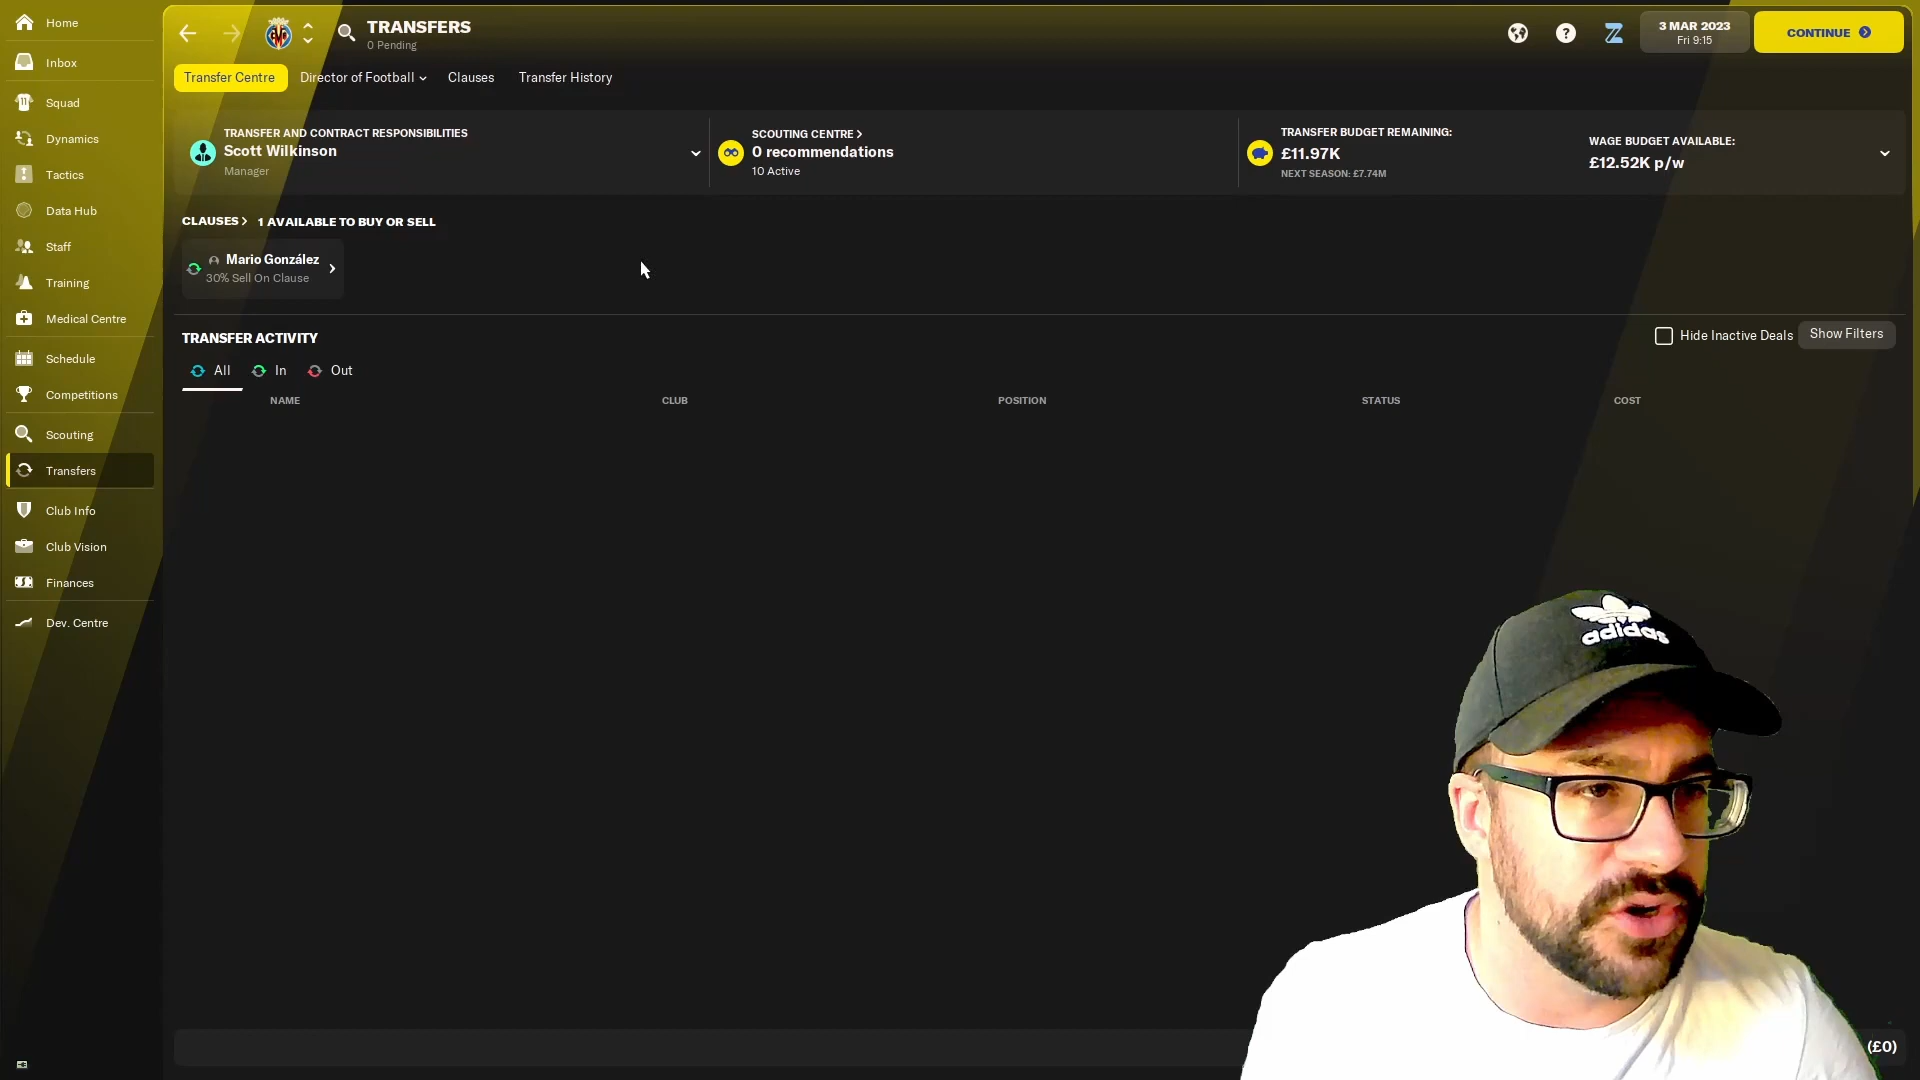 Home
Inbox
Squad
Dynamics
Tactics
Data Hub
Staff
Training
Medical Centre
Schedule
Competitions
Scouting
Transfers
Club Info
Club Vision
Finances
Dev. Centre
TRANSFERS
0 Pending
3 MAR 2023
Fri 9:15
CONTINUE
Transfer Centre
Director of Football
Clauses
Transfer History
TRANSFER AND CONTRACT RESPONSIBILITIES
Scott Wilkinson
Manager
SCOUTING CENTRE >
0 recommendations
10 Active
TRANSFER BUDGET REMAINING:
£11.97K
NEXT SEASON: £7.74M
WAGE BUDGET AVAILABLE:
£12.52K p/w
CLAUSES > 1 AVAILABLE TO BUY OR SELL
Mario González
30% Sell On Clause
TRANSFER ACTIVITY
Hide Inactive Deals
Show Filters
All
In
Out
NAME
CLUB
POSITION
STATUS
COST
adidas
(£0)